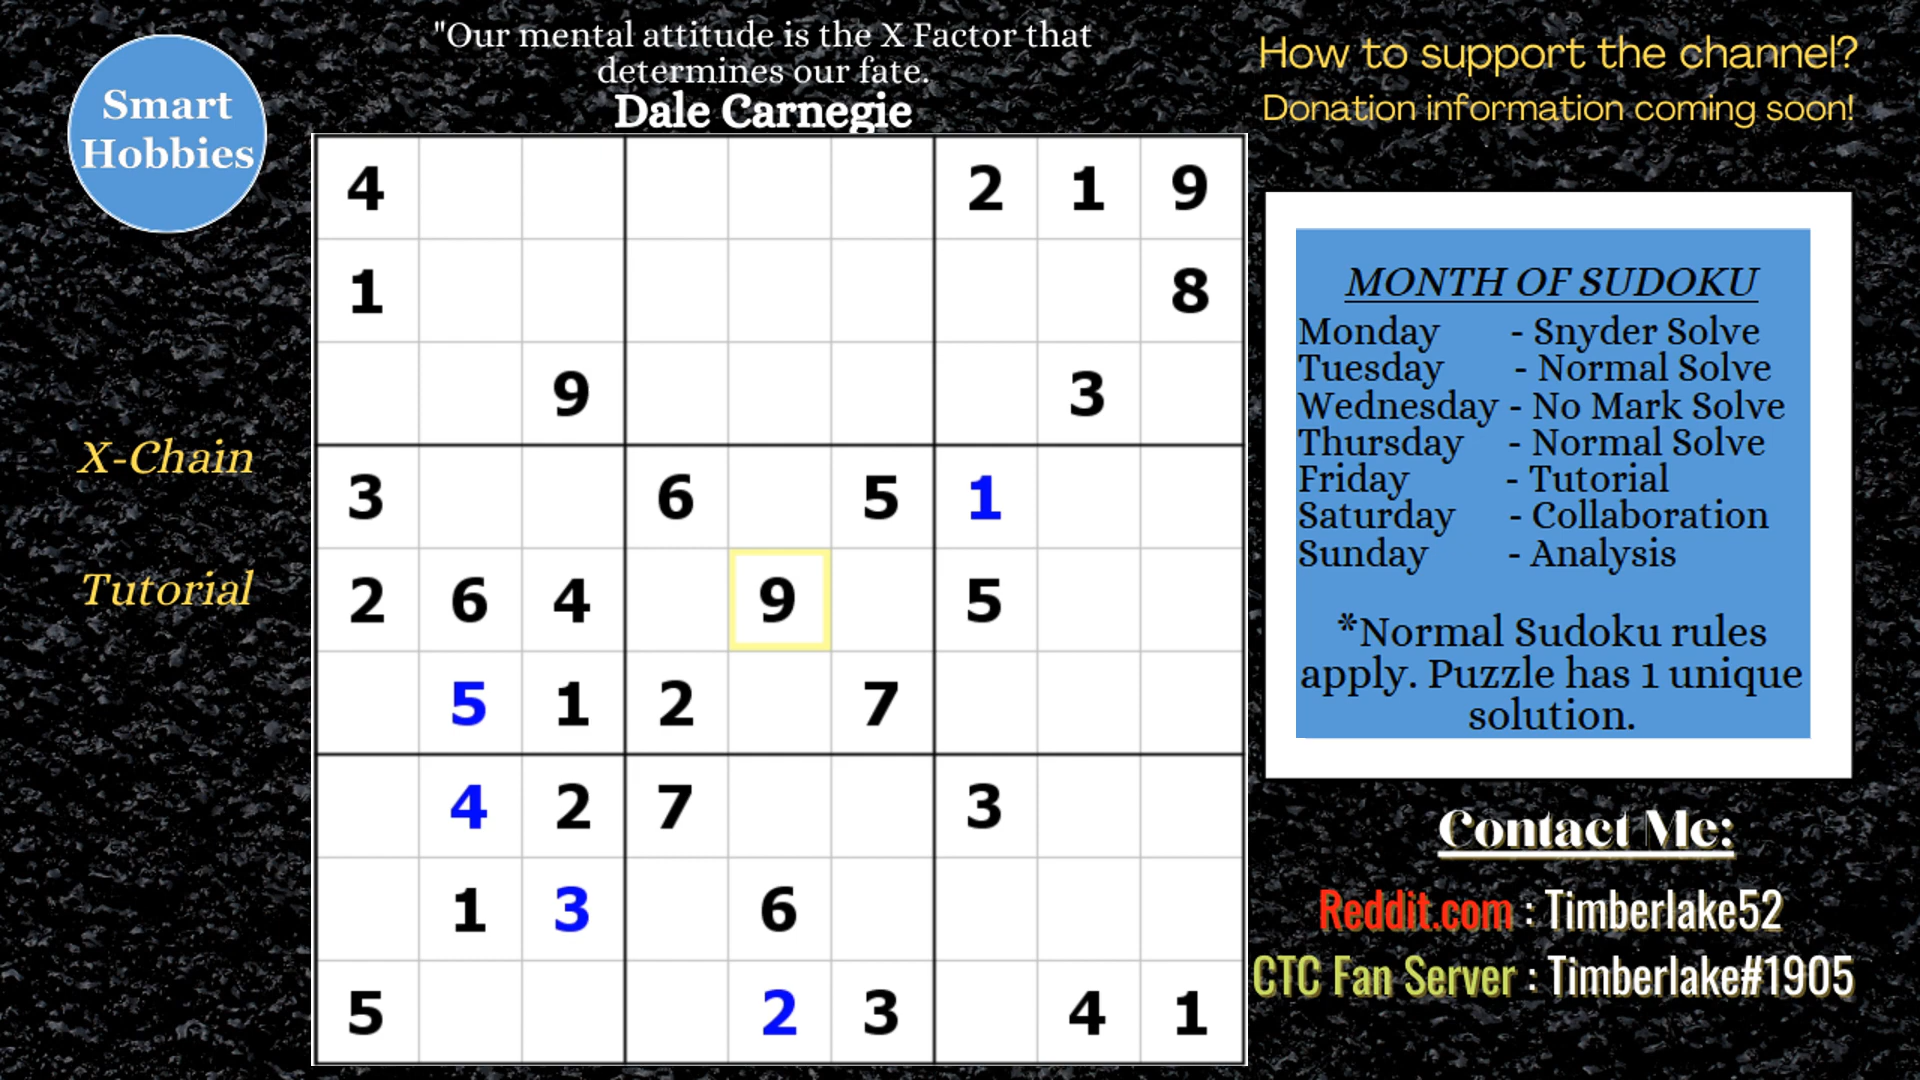 Smart
Hobbies
"Our mental attitude is the X Factor that
determines our fate.
Dale Carnegie
How to support the channel?
Donation information coming soon!
X-Chain
Tutorial
4 2 1 9
1 8
9 3
3 6 5 1
2 6 4 9 5
5 1 2 7
4 2 7 3
1 3 6
5 2 3 4 1
MONTH OF SUDOKU
Monday - Snyder Solve
Tuesday - Normal Solve
Wednesday - No Mark Solve
Thursday - Normal Solve
Friday - Tutorial
Saturday - Collaboration
Sunday - Analysis
*Normal Sudoku rules
apply. Puzzle has 1 unique
solution.
Contact Me:
Reddit.com : Timberlake52
CTC Fan Server : Timberlake#1905